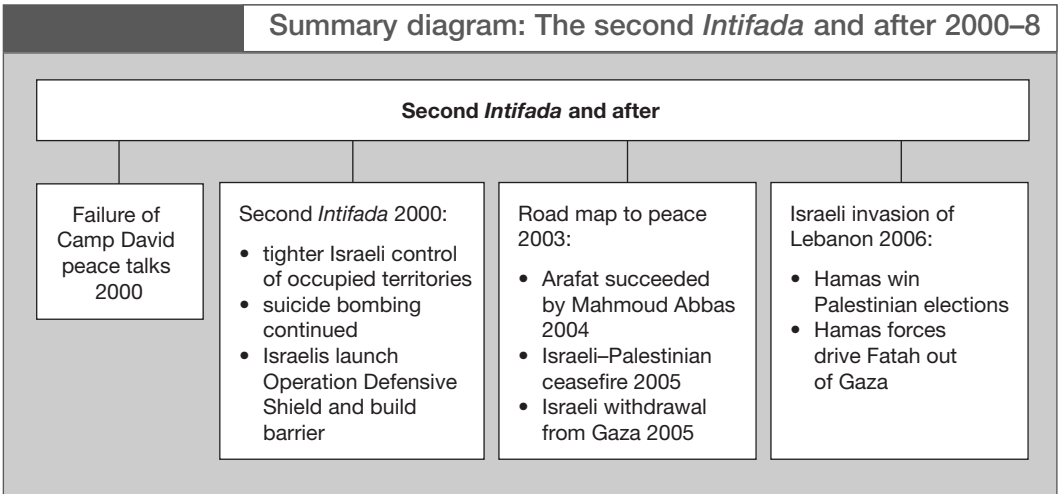 Summary diagram: The second Intifada and after 2000–8
Second Intifada and after
Failure of
Camp David
peace talks
2000
Second Intifada 2000:
• tighter Israeli control
of occupied territories
• suicide bombing
continued
• Israelis launch
Operation Defensive
Shield and build
barrier
Road map to peace
2003:
• Arafat succeeded
by Mahmoud Abbas
2004
• Israeli–Palestinian
ceasefire 2005
• Israeli withdrawal
from Gaza 2005
Israeli invasion of
Lebanon 2006:
• Hamas win
Palestinian elections
• Hamas forces
drive Fatah out
of Gaza